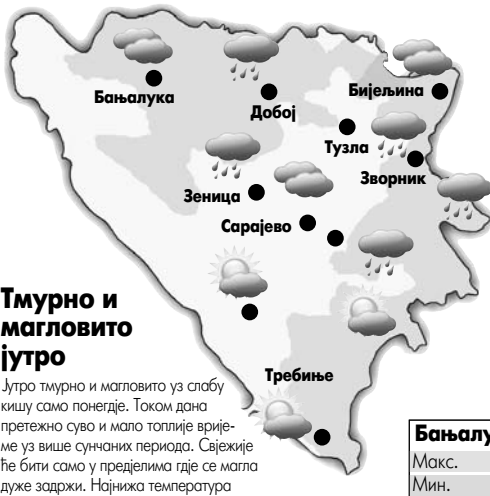 Бањалука
Добој
Бијељина
Тузла
Зворник
Зеница
Сарајево
Требиње
Тмурно и
магловито
јутро
Јутро тмурно и магловито уз слабу
кишу само понегдје. Током дана
претежно суво и мало топлије врије-
ме уз више сунчаних периода. Свјежије
ће бити само у предјелима гдје се магла
дуже задржи. Најнижа температура
Бањалу
Макс.
Мин.